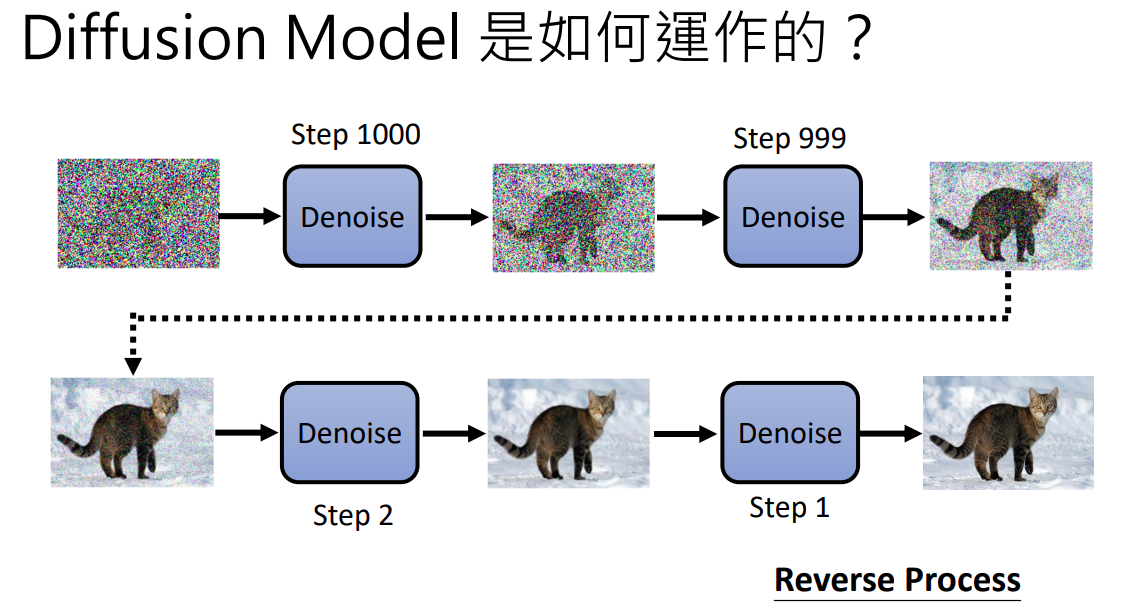 Diffusion Model 是如何運作的？
Step 1000
Step 999
Denoise
Denoise
Denoise
Denoise
Step 2
Step 1
Reverse Process